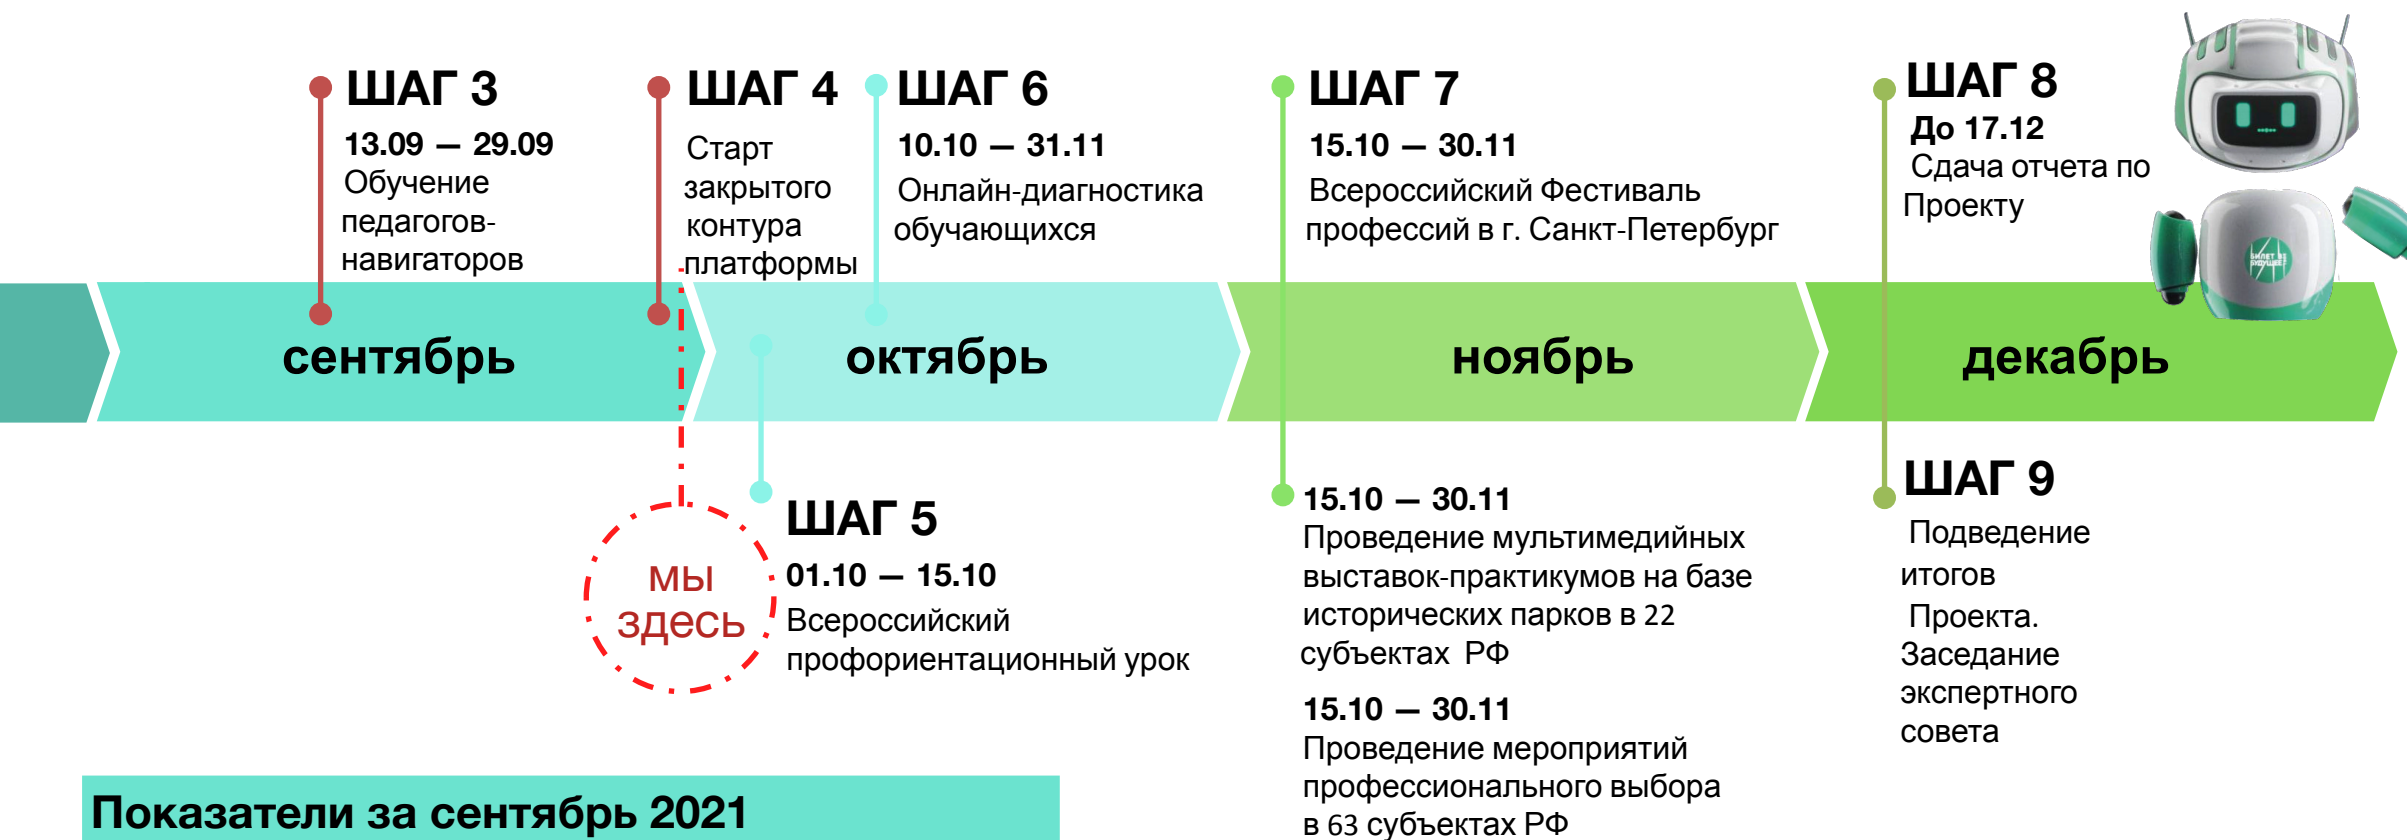 ШАГ 3
13.09 — 29.09
Обучение
педагогов-
навигаторов
ШАГ 4
Старт
закрытого
контура
платформы
ШАГ 6
10.10 — 31.11
Онлайн-диагностика
обучающихся
ШАГ 7
15.10 — 30.11
Всероссийский Фестиваль
профессий в г. Санкт-Петербург
ШАГ 8
До 17.12
Сдача отчета по
Проекту
БИЛЕТ В
БУДУЩЕЕ
сентябрь
октябрь
ноябрь
декабрь
мы
здесь
ШАГ 5
01.10 — 15.10
Всероссийский
профориентационный урок
15.10 — 30.11
Проведение мультимедийных
выставок-практикумов на базе
исторических парков в 22
субъектах РФ
15.10 — 30.11
Проведение мероприятий
профессионального выбора
в 63 субъектах РФ
ШАГ 9
Подведение
итогов
Проекта.
Заседание
экспертного
совета
Показатели за сентябрь 2021